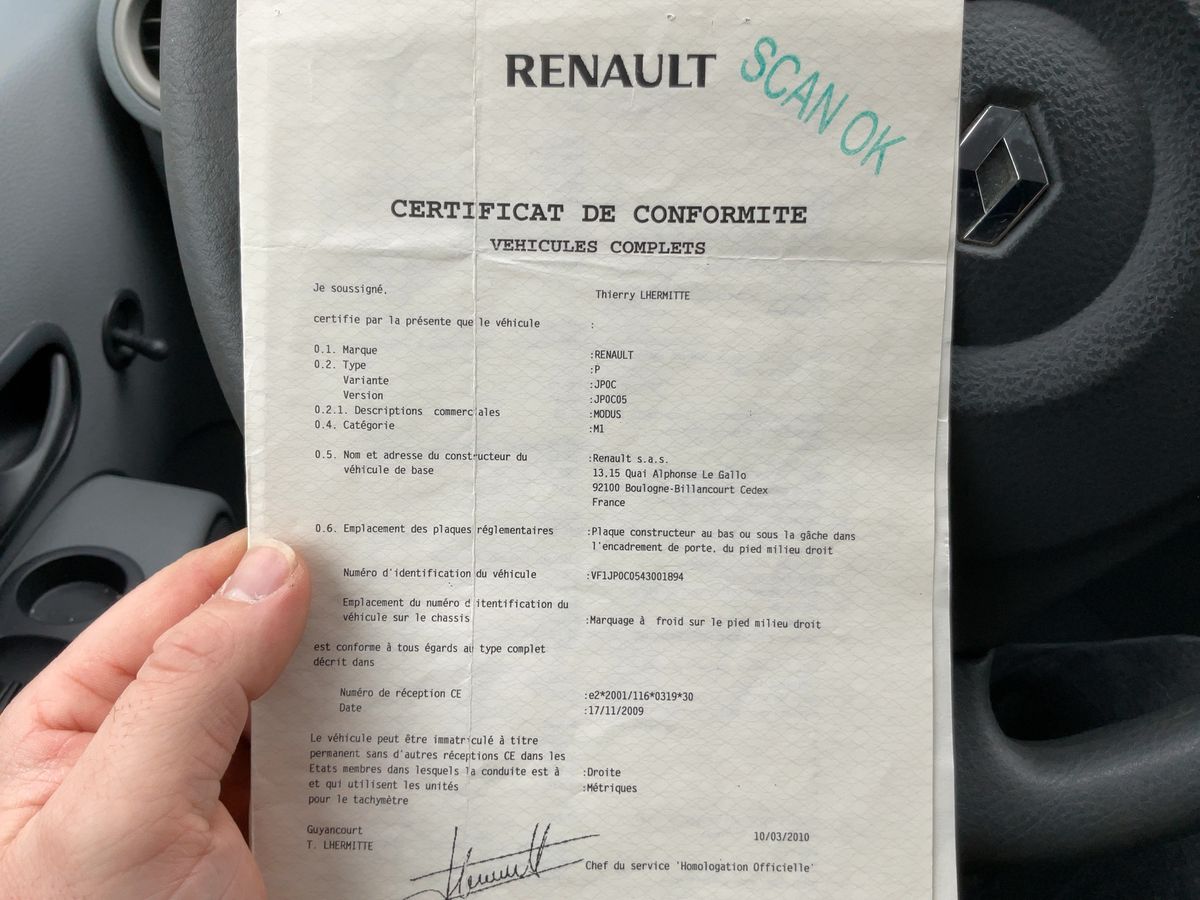 RENAULT
SCAN OK
CERTIFICAT DE CONFORMITE
VEHICULES COMPLETS
Je soussigné, Thierry LHERMITTE
certifie par la présente que le véhicule :
0.1. Marque :RENAULT
0.2. Type :P
Variante :JP0C
Version :JP0C05
0.2.1. Descriptions commerciales :MODUS
0.4. Catégorie :M1
0.5. Nom et adresse du constructeur du :Renault s.a.s.
véhicule de base 13,15 Quai Alphonse Le Gallo
92100 Boulogne-Billancourt Cedex
France
0.6. Emplacement des plaques réglementaires :Plaque constructeur au bas ou sous la gâche dans
l'encadrement de porte, du pied milieu droit
Numéro d'identification du véhicule :VF1JP0C0543001894
Emplacement du numéro d'itentification du
véhicule sur le chassis :Marquage à froid sur le pied milieu droit
est conforme à tous égards au type complet
décrit dans
Numéro de réception CE :e2*2001/116*0319*30
Date :17/11/2009
Le véhicule peut être immatriculé à titre
permanent sans d'autres réceptions CE dans les
Etats membres dans lesquels la conduite est à :Droite
et qui utilisent les unités :Métriques
pour le tachymètre
Guyancourt 10/03/2010
T. LHERMITTE
Chef du service 'Homologation Officielle'